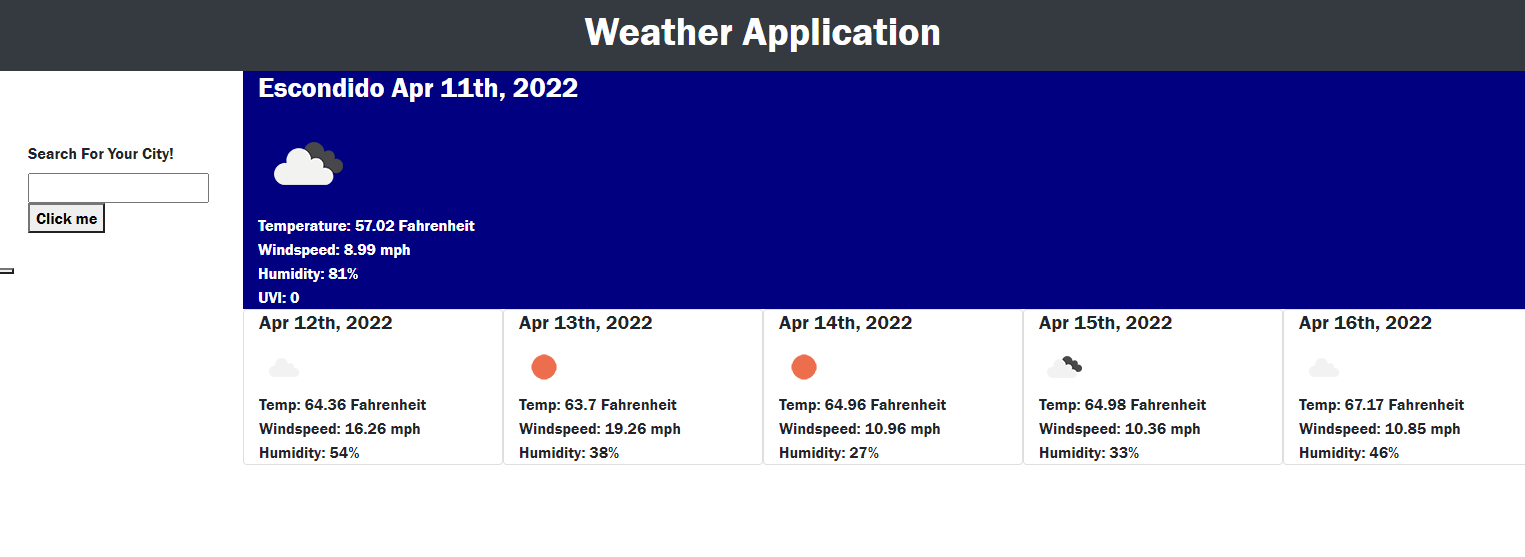 Weather Application
Search For Your City!
Click me
Escondido Apr 11th, 2022
Temperature: 57.02 Fahrenheit
Windspeed: 8.99 mph
Humidity: 81%
UVI: 0
Apr 12th, 2022
Temp: 64.36 Fahrenheit
Windspeed: 16.26 mph
Humidity: 54%
Apr 13th, 2022
Temp: 63.7 Fahrenheit
Windspeed: 19.26 mph
Humidity: 38%
Apr 14th, 2022
Temp: 64.96 Fahrenheit
Windspeed: 10.96 mph
Humidity: 27%
Apr 15th, 2022
Temp: 64.98 Fahrenheit
Windspeed: 10.36 mph
Humidity: 33%
Apr 16th, 2022
Temp: 67.17 Fahrenheit
Windspeed: 10.85 mph
Humidity: 46%